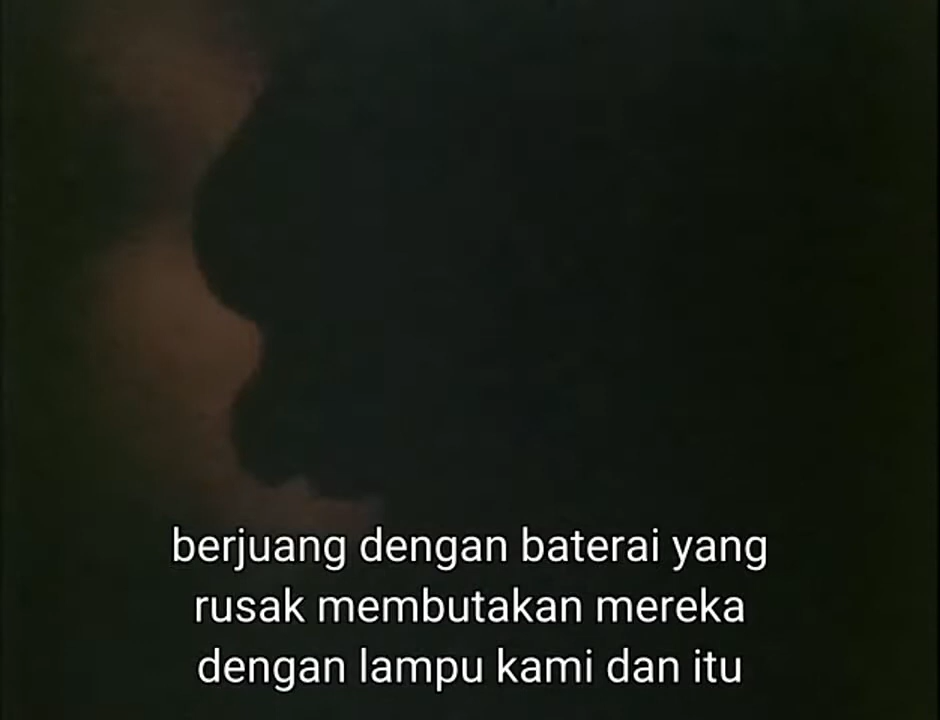 berjuang dengan baterai yang
rusak membutakan mereka
dengan lampu kami dan itu